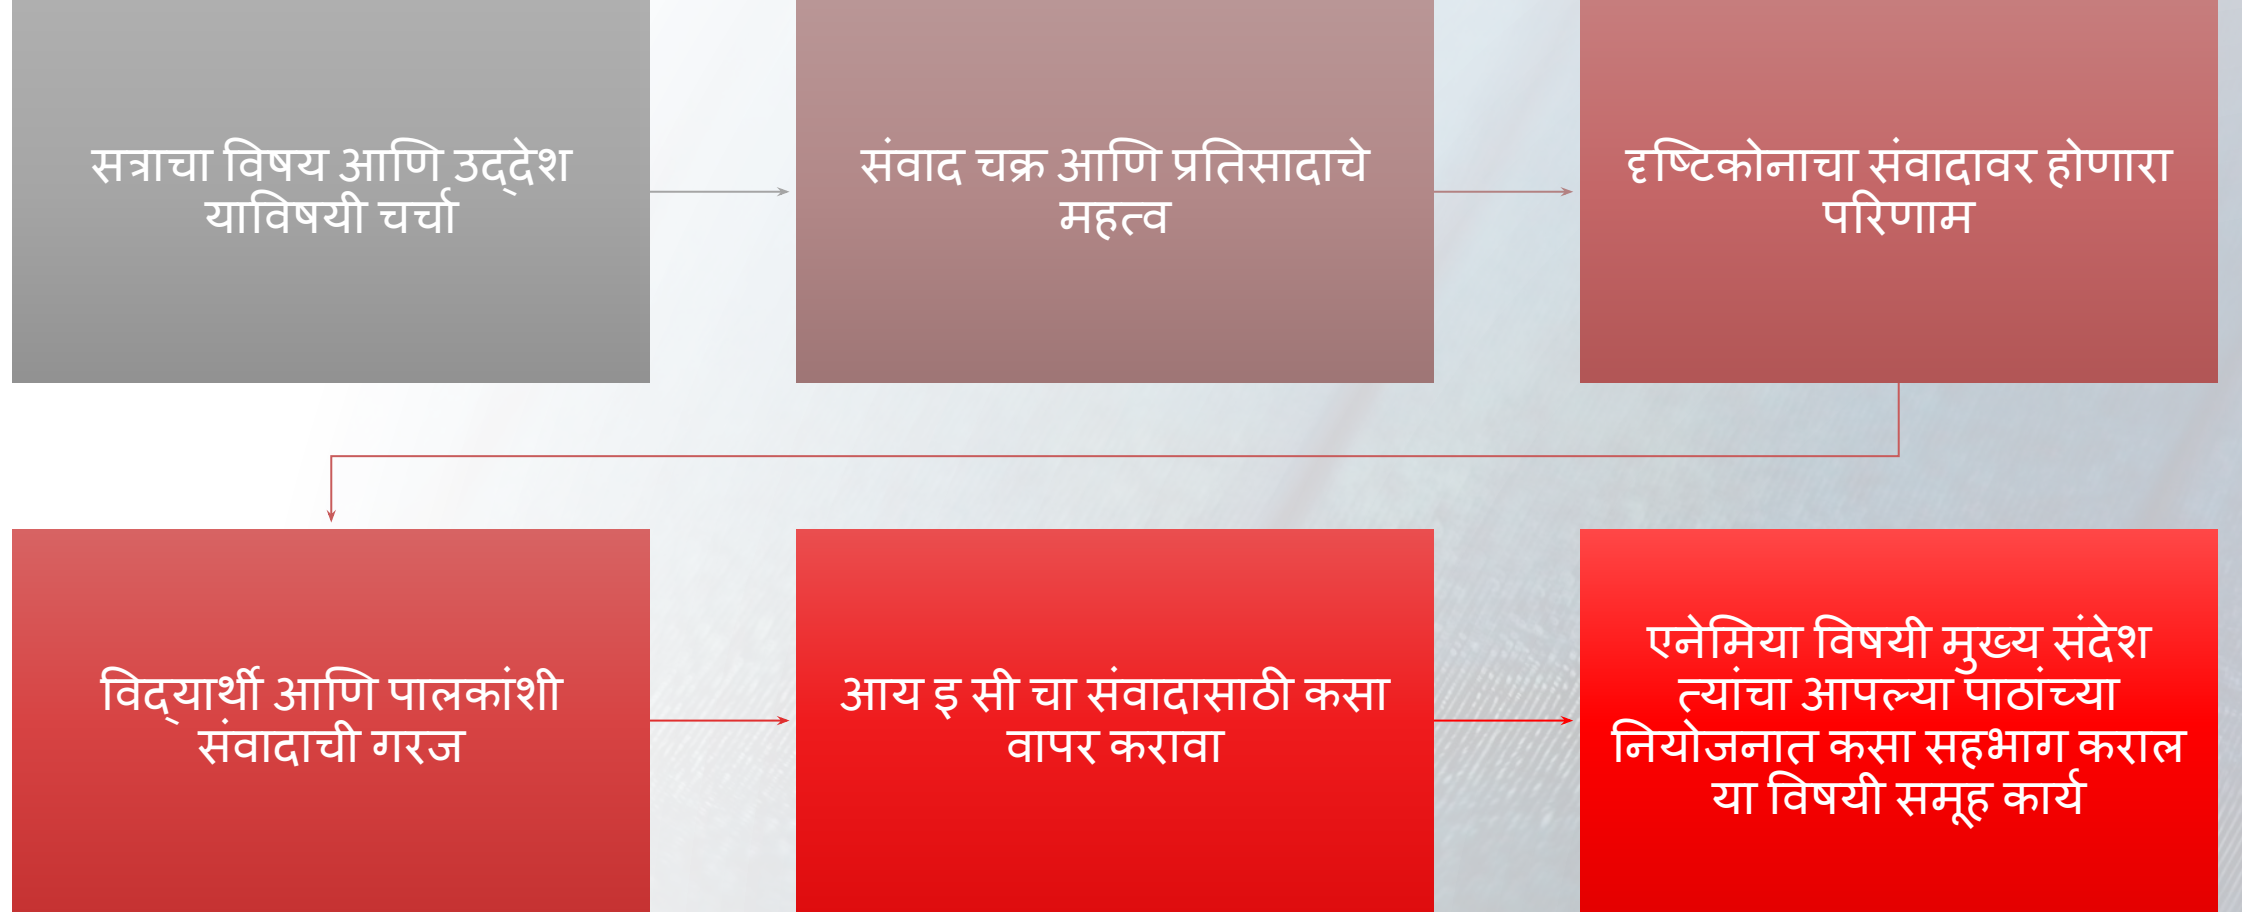 सत्राचा विषय आणि उद्‌देश
याविषयी चर्चा
संवाद चक्र आणि प्रतिसादाचे
महत्व
दृष्टिकोनाचा संवादावर होणारा
परिणाम
विद्‌यार्थी आणि पालकांशी
संवादाची गरज
आय इ सी चा संवादासाठी कसा
वापर करावा
एनेमिया विषयी मुख्य संदेश
त्यांचा आपल्या पाठांच्या
नियोजनात कसा सहभाग कराल
या विषयी समूह कार्य